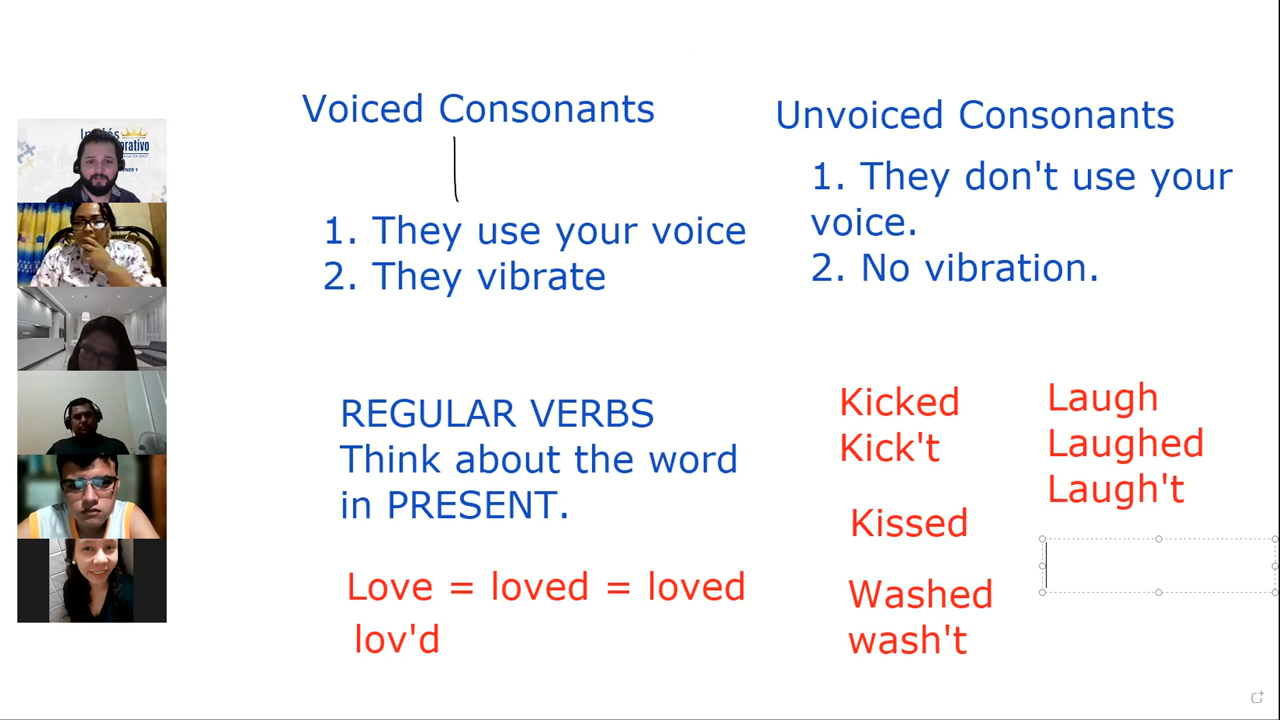 Voiced Consonants
1. They use your voice
2. They vibrate
Unvoiced Consonants
1. They don't use your
voice.
2. No vibration.
REGULAR VERBS
Think about the word
in PRESENT.
Love = loved = loved
lov'd
Kicked
Kick't
Kissed
Washed
wash't
Laugh
Laughed
Laugh't